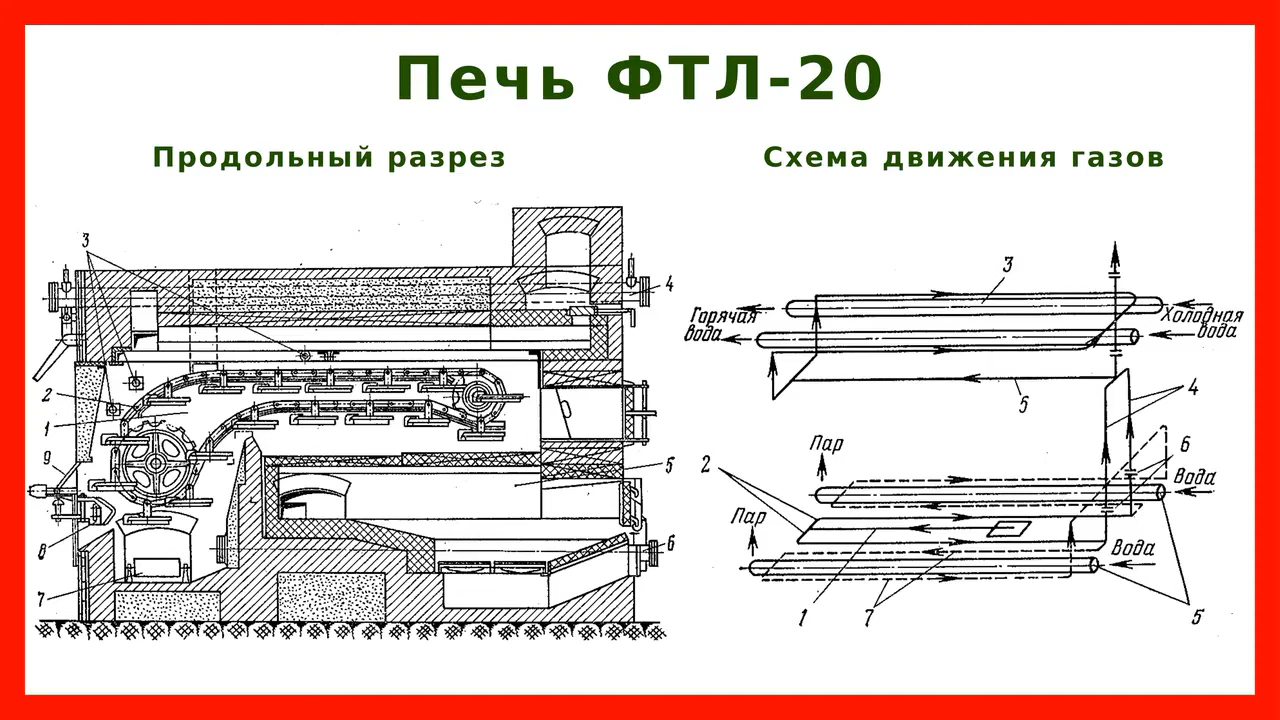 Печь ФТЛ-20
Продольный разрез
Схема движения газов
3
4
2
1
9
5
8
6
7
3
Горячая
вода
Холодная
вода
5
4
Пар
6
2
Вода
Пар
Вода
1
7
5